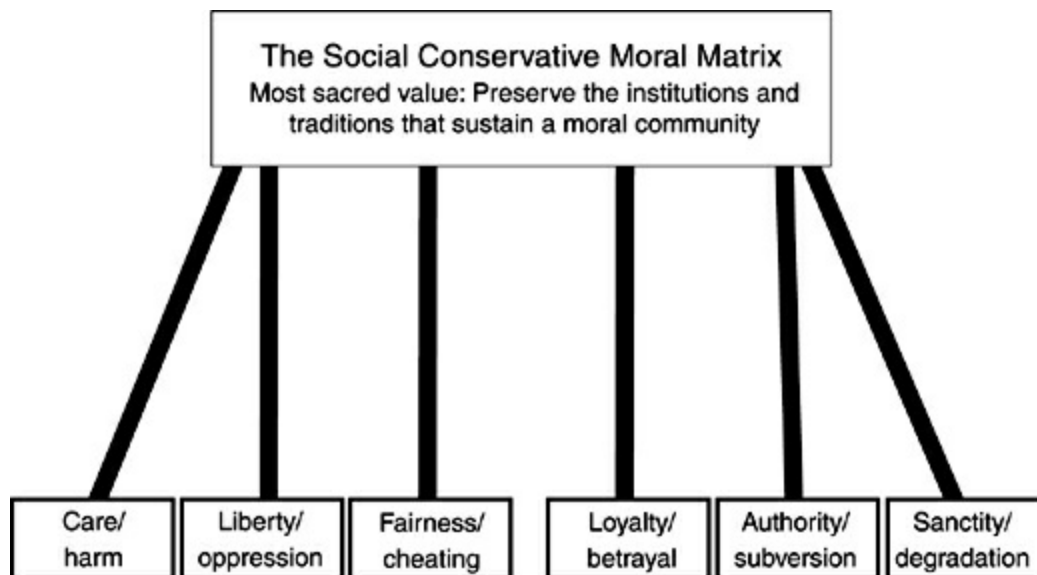 The Social Conservative Moral Matrix
Most sacred value: Preserve the institutions and
traditions that sustain a moral community
Care/
harm
Liberty/
oppression
Fairness/
cheating
Loyalty/
betrayal
Authority/
subversion
Sanctity/
degradation